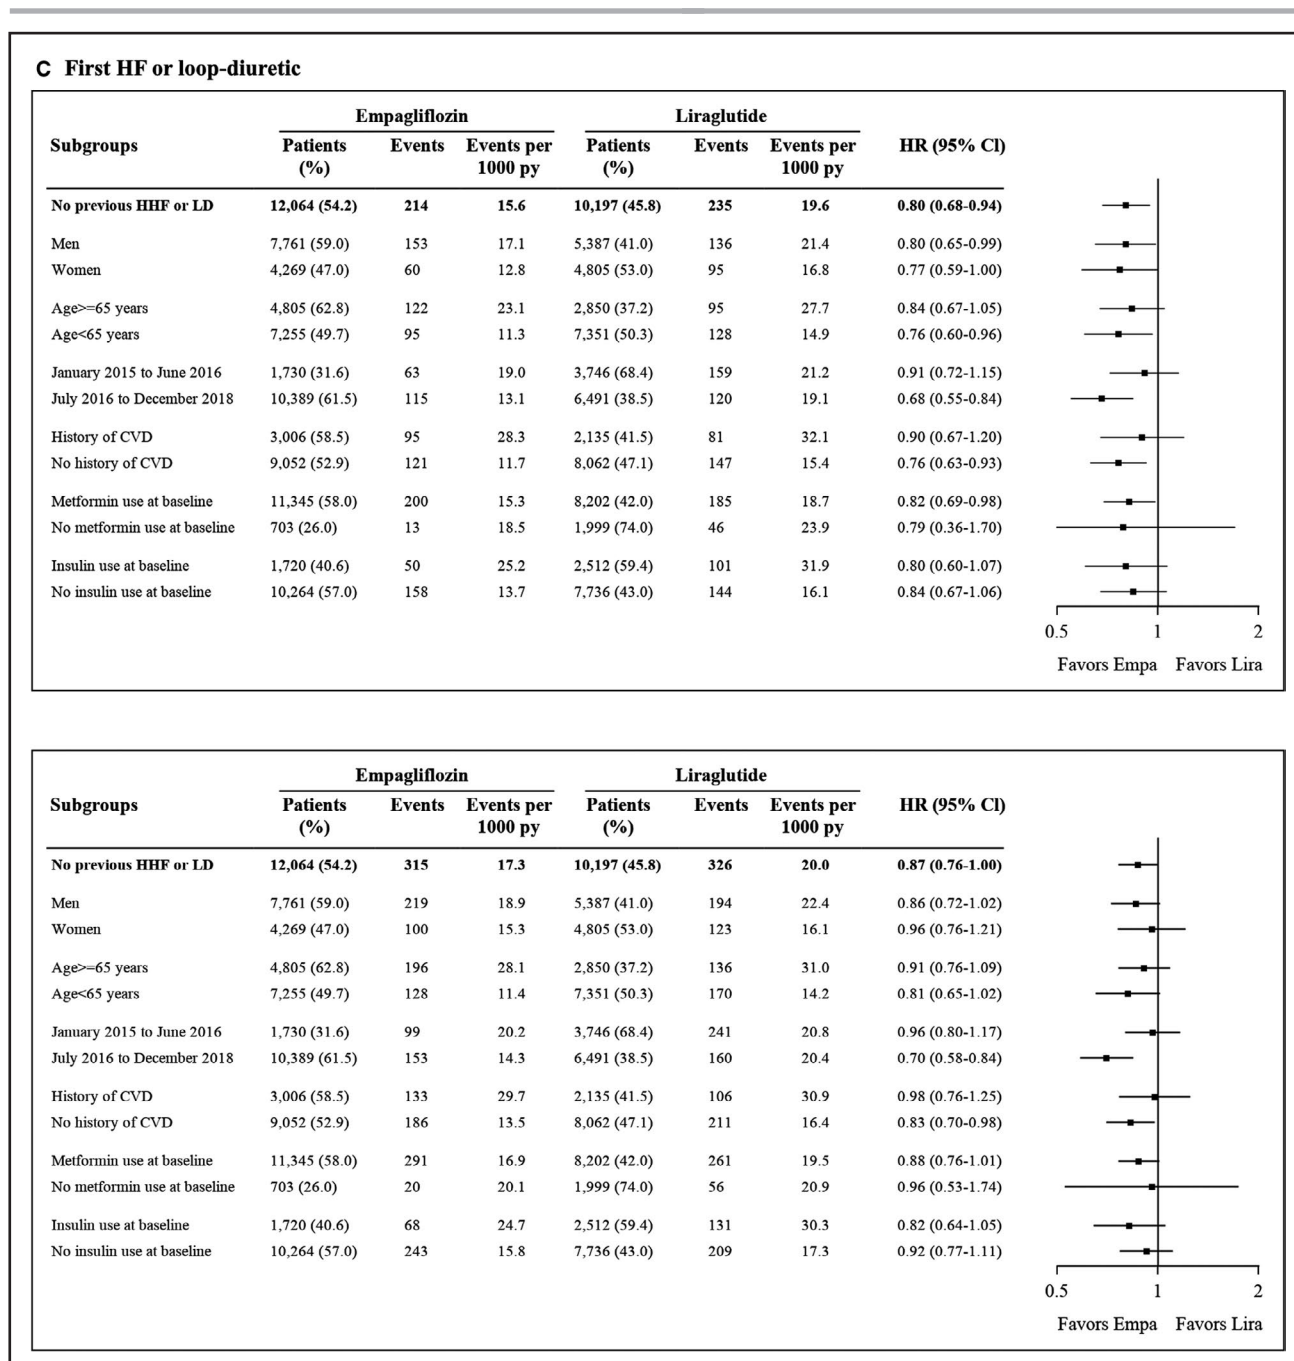 C First HF or loop-diuretic
Empagliflozin Liraglutide
Subgroups Patients (%) Events Events per 1000 py Patients (%) Events Events per 1000 py HR (95% Cl)
No previous HHF or LD 12,064 (54.2) 214 15.6 10,197 (45.8) 235 19.6 0.80 (0.68-0.94)
Men 7,761 (59.0) 153 17.1 5,387 (41.0) 136 21.4 0.80 (0.65-0.99)
Women 4,269 (47.0) 60 12.8 4,805 (53.0) 95 16.8 0.77 (0.59-1.00)
Age>=65 years 4,805 (62.8) 122 23.1 2,850 (37.2) 95 27.7 0.84 (0.67-1.05)
Age<65 years 7,255 (49.7) 95 11.3 7,351 (50.3) 128 14.9 0.76 (0.60-0.96)
January 2015 to June 2016 1,730 (31.6) 63 19.0 3,746 (68.4) 159 21.2 0.91 (0.72-1.15)
July 2016 to December 2018 10,389 (61.5) 115 13.1 6,491 (38.5) 120 19.1 0.68 (0.55-0.84)
History of CVD 3,006 (58.5) 95 28.3 2,135 (41.5) 81 32.1 0.90 (0.67-1.20)
No history of CVD 9,052 (52.9) 121 11.7 8,062 (47.1) 147 15.4 0.76 (0.63-0.93)
Metformin use at baseline 11,345 (58.0) 200 15.3 8,202 (42.0) 185 18.7 0.82 (0.69-0.98)
No metformin use at baseline 703 (26.0) 13 18.5 1,999 (74.0) 46 23.9 0.79 (0.36-1.70)
Insulin use at baseline 1,720 (40.6) 50 25.2 2,512 (59.4) 101 31.9 0.80 (0.60-1.07)
No insulin use at baseline 10,264 (57.0) 158 13.7 7,736 (43.0) 144 16.1 0.84 (0.67-1.06)
0.5 1 2
Favors Empa Favors Lira
Empagliflozin Liraglutide
Subgroups Patients (%) Events Events per 1000 py Patients (%) Events Events per 1000 py HR (95% Cl)
No previous HHF or LD 12,064 (54.2) 315 17.3 10,197 (45.8) 326 20.0 0.87 (0.76-1.00)
Men 7,761 (59.0) 219 18.9 5,387 (41.0) 194 22.4 0.86 (0.72-1.02)
Women 4,269 (47.0) 100 15.3 4,805 (53.0) 123 16.1 0.96 (0.76-1.21)
Age>=65 years 4,805 (62.8) 196 28.1 2,850 (37.2) 136 31.0 0.91 (0.76-1.09)
Age<65 years 7,255 (49.7) 128 11.4 7,351 (50.3) 170 14.2 0.81 (0.65-1.02)
January 2015 to June 2016 1,730 (31.6) 99 20.2 3,746 (68.4) 241 20.8 0.96 (0.80-1.17)
July 2016 to December 2018 10,389 (61.5) 153 14.3 6,491 (38.5) 160 20.4 0.70 (0.58-0.84)
History of CVD 3,006 (58.5) 133 29.7 2,135 (41.5) 106 30.9 0.98 (0.76-1.25)
No history of CVD 9,052 (52.9) 186 13.5 8,062 (47.1) 211 16.4 0.83 (0.70-0.98)
Metformin use at baseline 11,345 (58.0) 291 16.9 8,202 (42.0) 261 19.5 0.88 (0.76-1.01)
No metformin use at baseline 703 (26.0) 20 20.1 1,999 (74.0) 56 20.9 0.96 (0.53-1.74)
Insulin use at baseline 1,720 (40.6) 68 24.7 2,512 (59.4) 131 30.3 0.82 (0.64-1.05)
No insulin use at baseline 10,264 (57.0) 243 15.8 7,736 (43.0) 209 17.3 0.92 (0.77-1.11)
0.5 1 2
Favors Empa Favors Lira